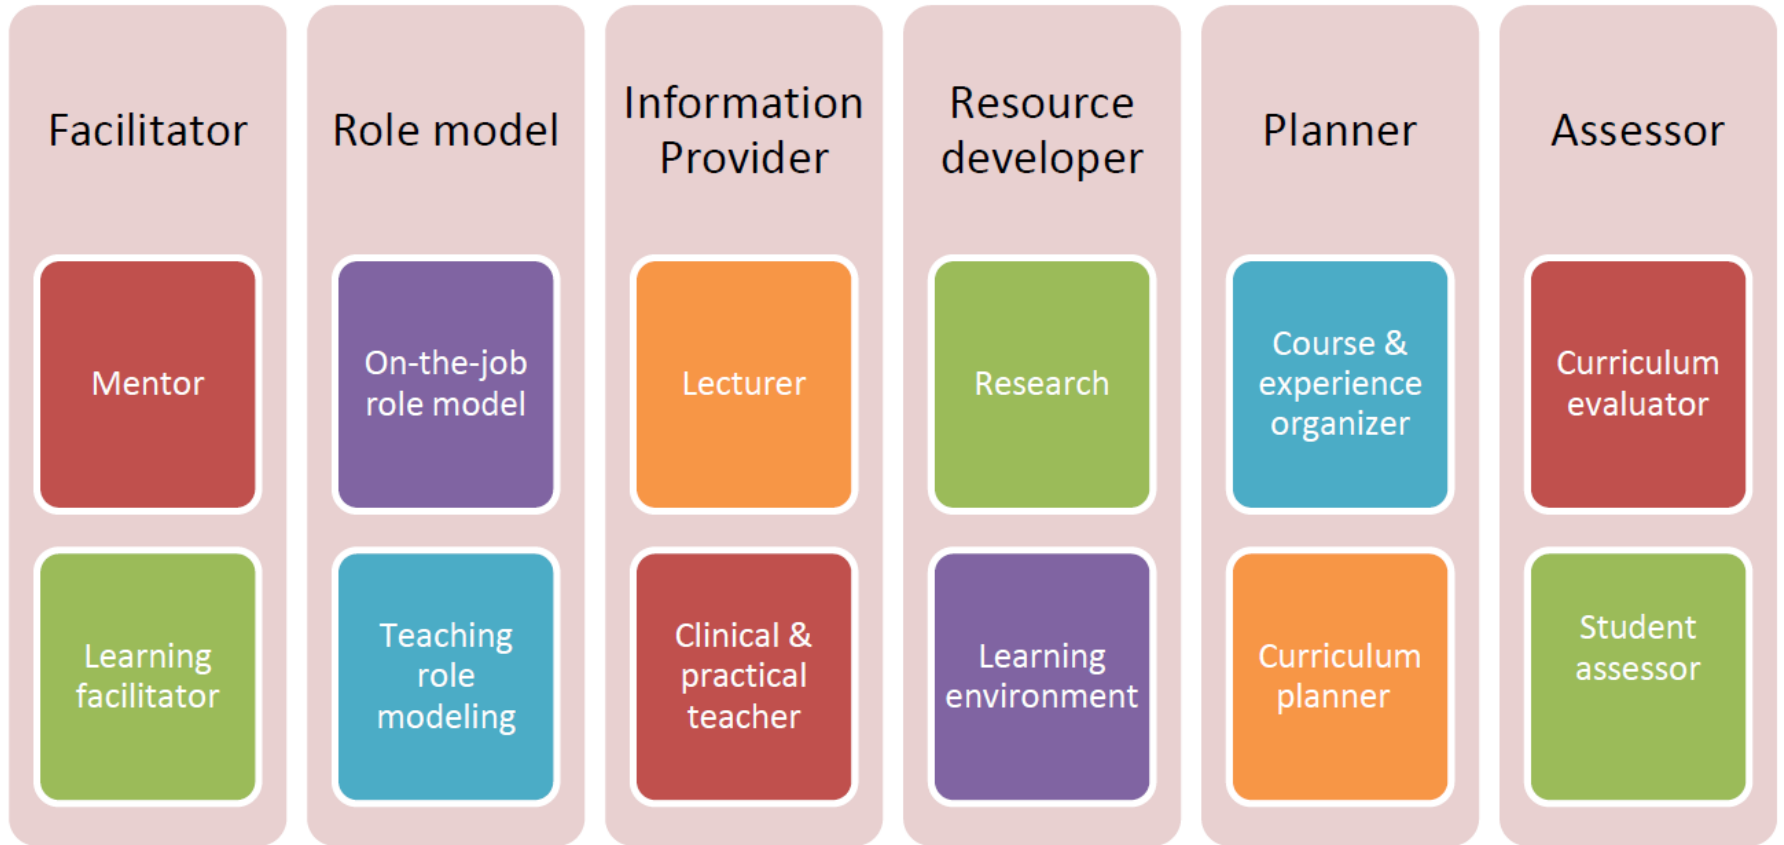 Facilitator
Mentor
Learning
facilitator
Role model
On-the-job
role model
Teaching
role
modeling
Information
Provider
Lecturer
Clinical &
practical
teacher
Resource
developer
Research
Learning
environment
Planner
Course &
experience
organizer
Curriculum
planner
Assessor
Curriculum
evaluator
Student
assessor